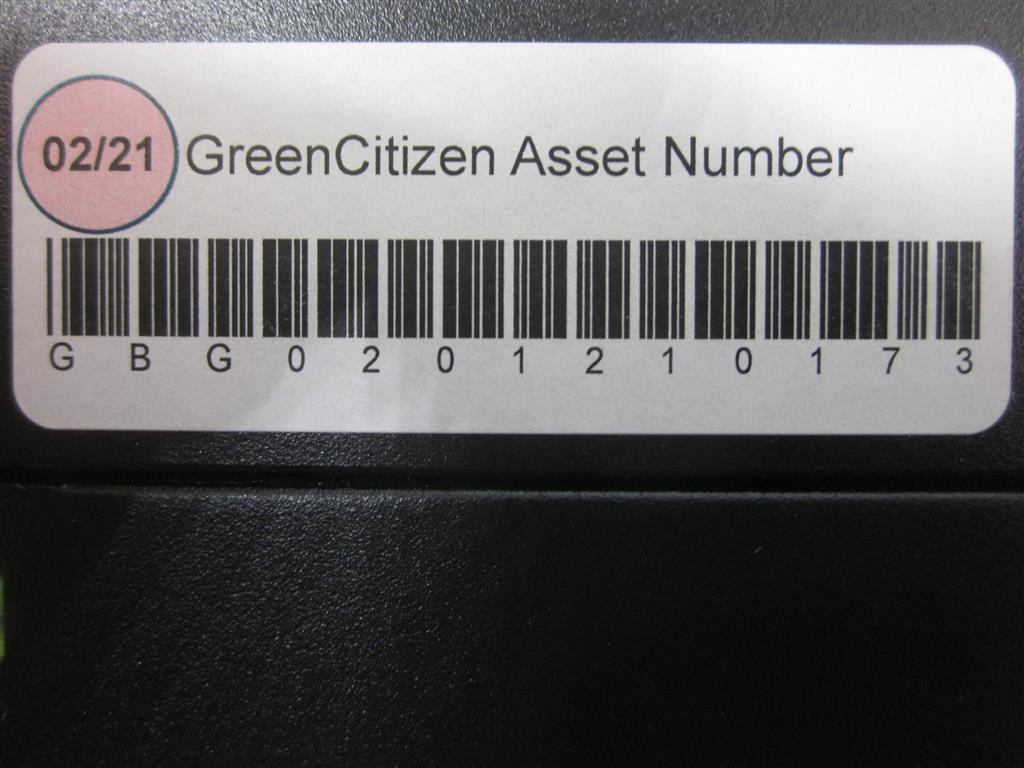 02/21 GreenCitizen Asset Number
G B G 0 2 0 1 2 1 0 1 7 3